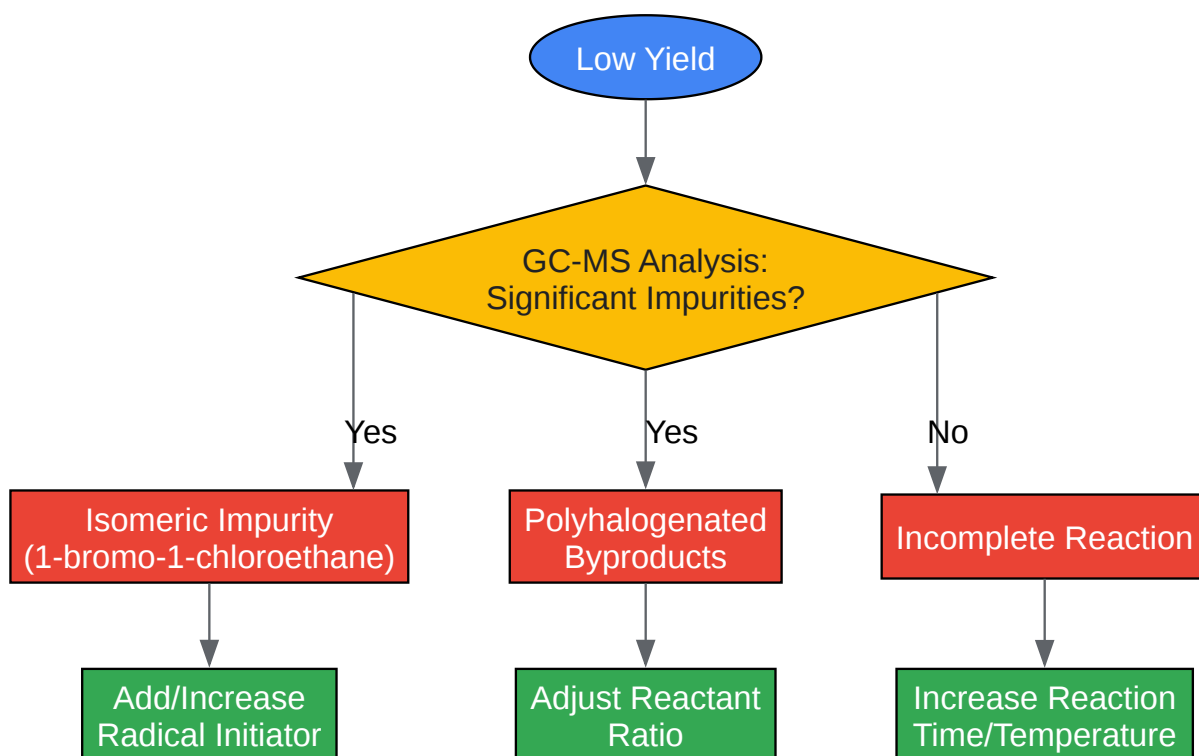 Low Yield
GC-MS Analysis:
Significant Impurities?
Yes
Yes
No
Isomeric Impurity
(1-bromo-1-chloroethane)
Polyhalogenated
Byproducts
Incomplete Reaction
Add/Increase
Radical Initiator
Adjust Reactant
Ratio
Increase Reaction
Time/Temperature